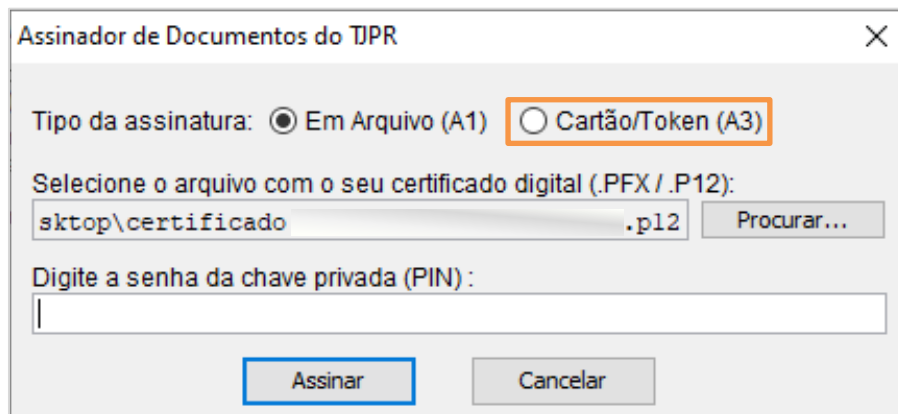 Assinador de Documentos do TJPR
Tipo da assinatura: Em Arquivo (A1) Cartão/Token (A3)
Selecione o arquivo com o seu certificado digital (.PFX / .P12):
sktop\certificado .p12 Procurar...
Digite a senha da chave privada (PIN) :
Assinar Cancelar